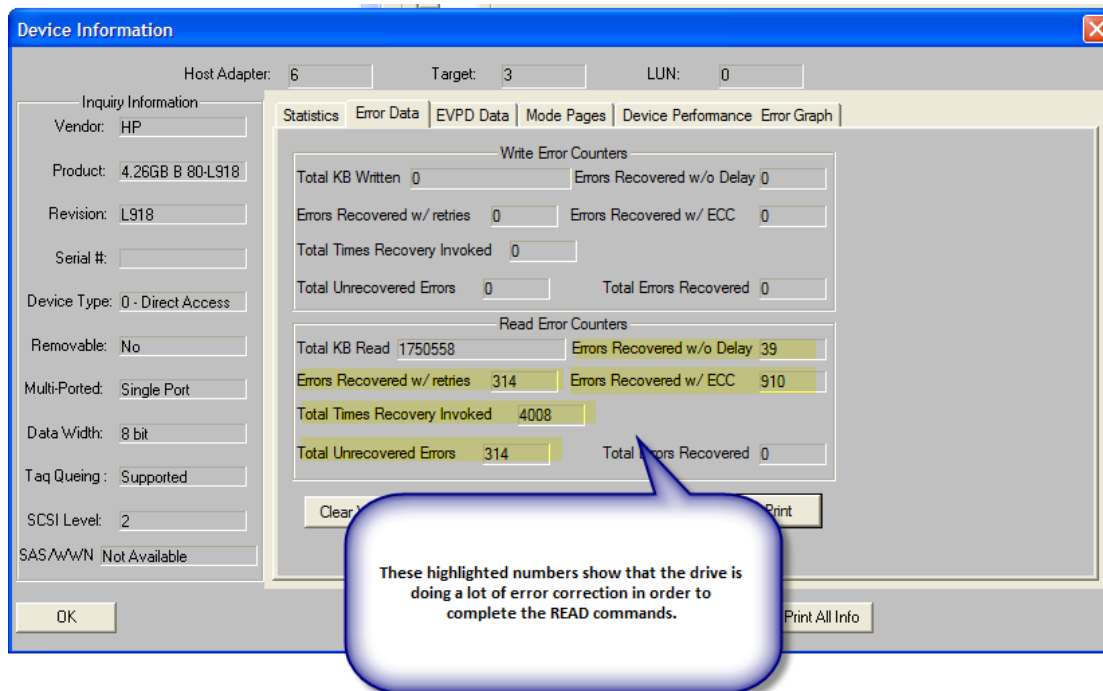 Device Information
Host Adapter: 6 Target: 3 LUN: 0
Inquiry Information
Vendor: HP
Product: 4.26GB B 80-L918
Revision: L918
Serial #:
Device Type: 0 - Direct Access
Removable: No
Multi-Ported: Single Port
Data Width: 8 bit
Taq Queing : Supported
SCSI Level: 2
SAS/WWN Not Available
Statistics Error Data EVPD Data Mode Pages Device Performance Error Graph
Write Error Counters
Total KB Written 0 Errors Recovered w/o Delay 0
Errors Recovered w/ retries 0 Errors Recovered w/ ECC 0
Total Times Recovery Invoked 0
Total Unrecovered Errors 0 Total Errors Recovered 0
Read Error Counters
Total KB Read 1750558 Errors Recovered w/o Delay 39
Errors Recovered w/ retries 314 Errors Recovered w/ ECC 910
Total Times Recovery Invoked 4008
Total Unrecovered Errors 314 Total Errors Recovered 0
Clear Print
These highlighted numbers show that the drive is
doing a lot of error correction in order to
complete the READ commands.
OK Print All Info